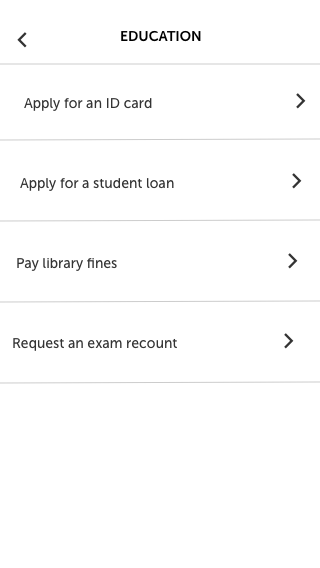 EDUCATION
Apply for an ID card
Apply for a student loan
Pay library fines
Request an exam recount